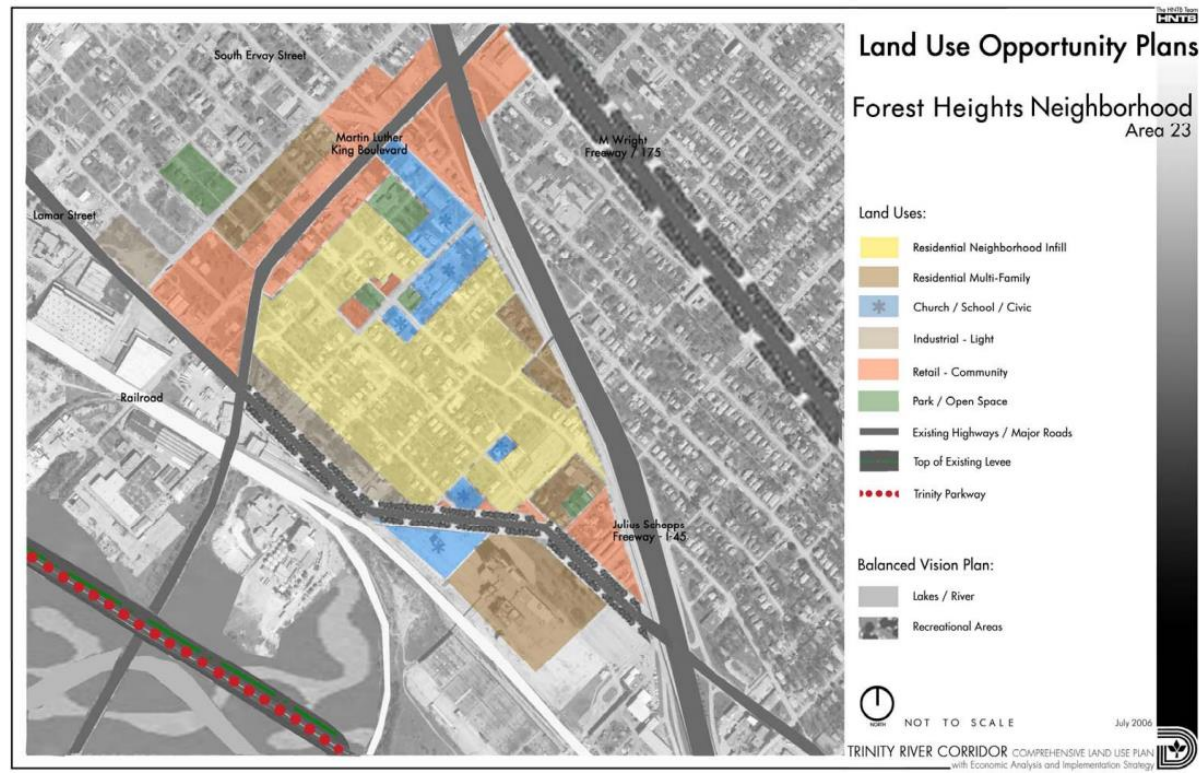 The HNTB Team
HNTB
Land Use Opportunity Plans
Forest Heights Neighborhood
Area 23
South Ervay Street
Martin Luther
King Boulevard
M Wright
Freeway / 175
Lamar Street
Railroad
Julius Schepps
Freeway - I-45
Land Uses:
Residential Neighborhood Infill
Residential Multi-Family
Church / School / Civic
Industrial - Light
Retail - Community
Park / Open Space
Existing Highways / Major Roads
Top of Existing Levee
Trinity Parkway
Balanced Vision Plan:
Lakes / River
Recreational Areas
NORTH
NOT TO SCALE
July 2006
TRINITY RIVER CORRIDOR COMPREHENSIVE LAND USE PLAN
with Economic Analysis and Implementation Strategy